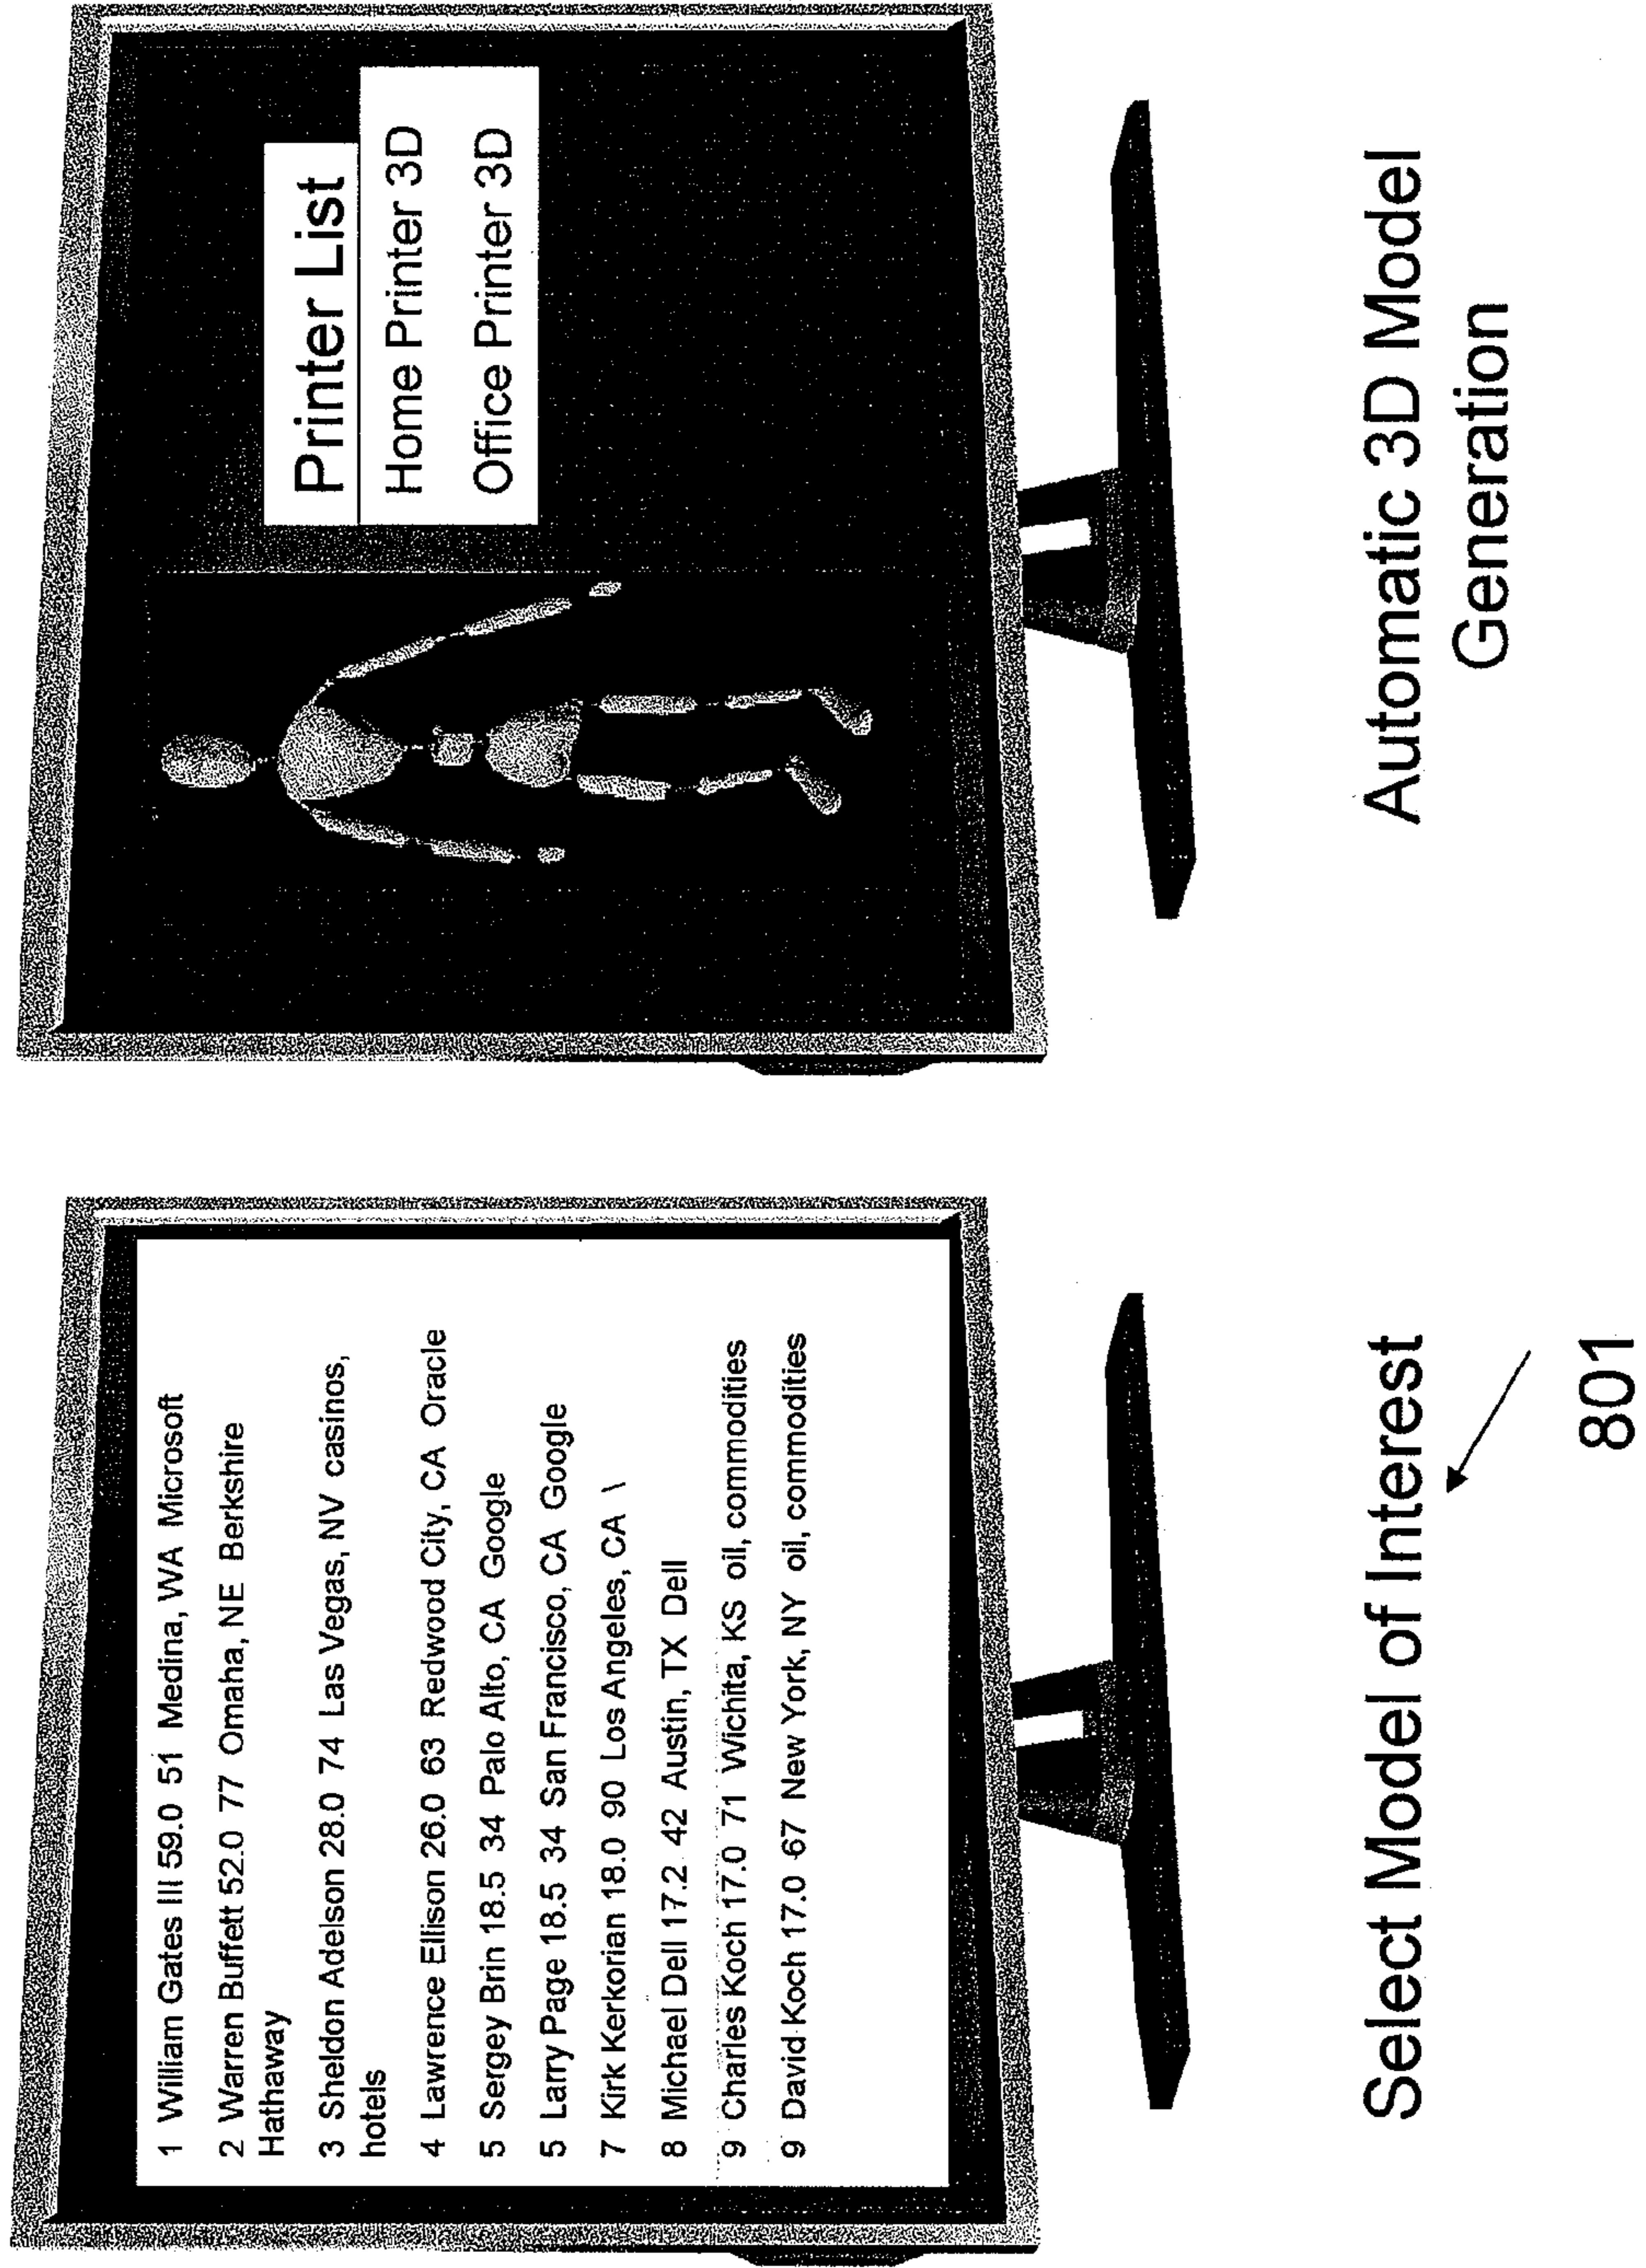 1 William Gates III 59.0 51 Medina, WA Microsoft
2 Warren Buffett 52.0 77 Omaha, NE Berkshire
Hathaway
3 Sheldon Adelson 28.0 74 Las Vegas, NV casinos,
hotels
4 Lawrence Ellison 26.0 63 Redwood City, CA Oracle
5 Sergey Brin 18.5 34 Palo Alto, CA Google
5 Larry Page 18.5 34 San Francisco, CA Google
7 Kirk Kerkorian 18.0 90 Los Angeles, CA \
8 Michael Dell 17.2 42 Austin, TX Dell
9 Charles Koch 17.0 71 Wichita, KS oil, commodities
9 David Koch 17.0 67 New York, NY oil, commodities
Select Model of Interest
801
Printer List
Home Printer 3D
Office Printer 3D
Automatic 3D Model
Generation